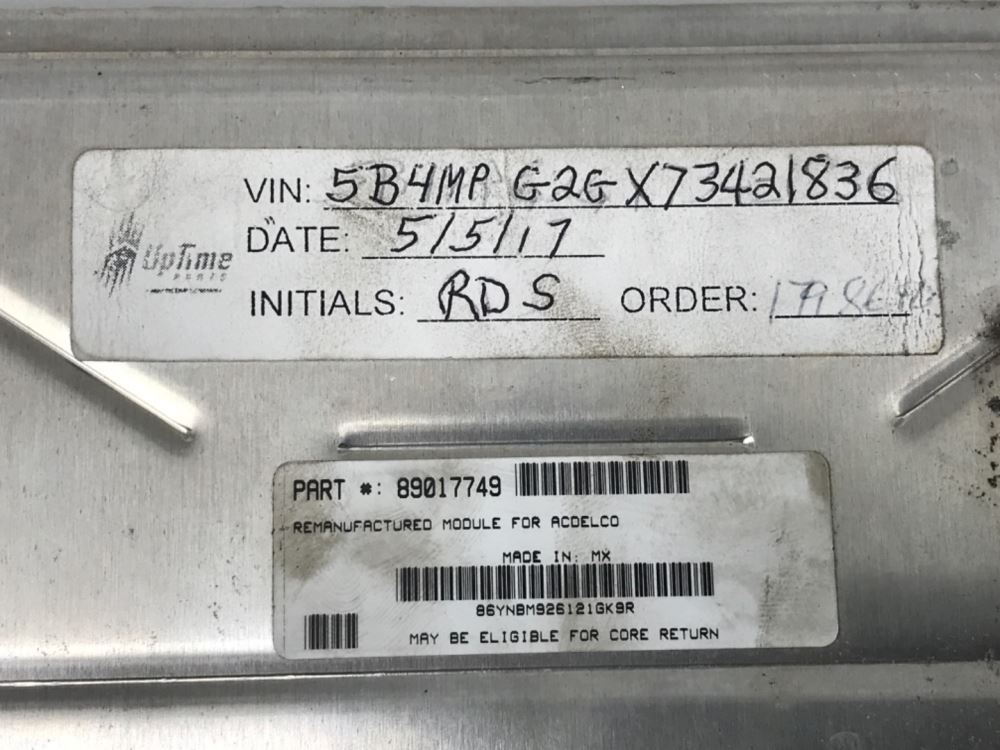 VIN: 5B4MP G2G X73421836
DATE: 5/5/17
UpTime
PARTS
INITIALS: RDS ORDER:
PART #: 89017749
REMANUFACTURED MODULE FOR ACDELCO
MADE IN: MX
86YNBM926121GK9R
MAY BE ELIGIBLE FOR CORE RETURN